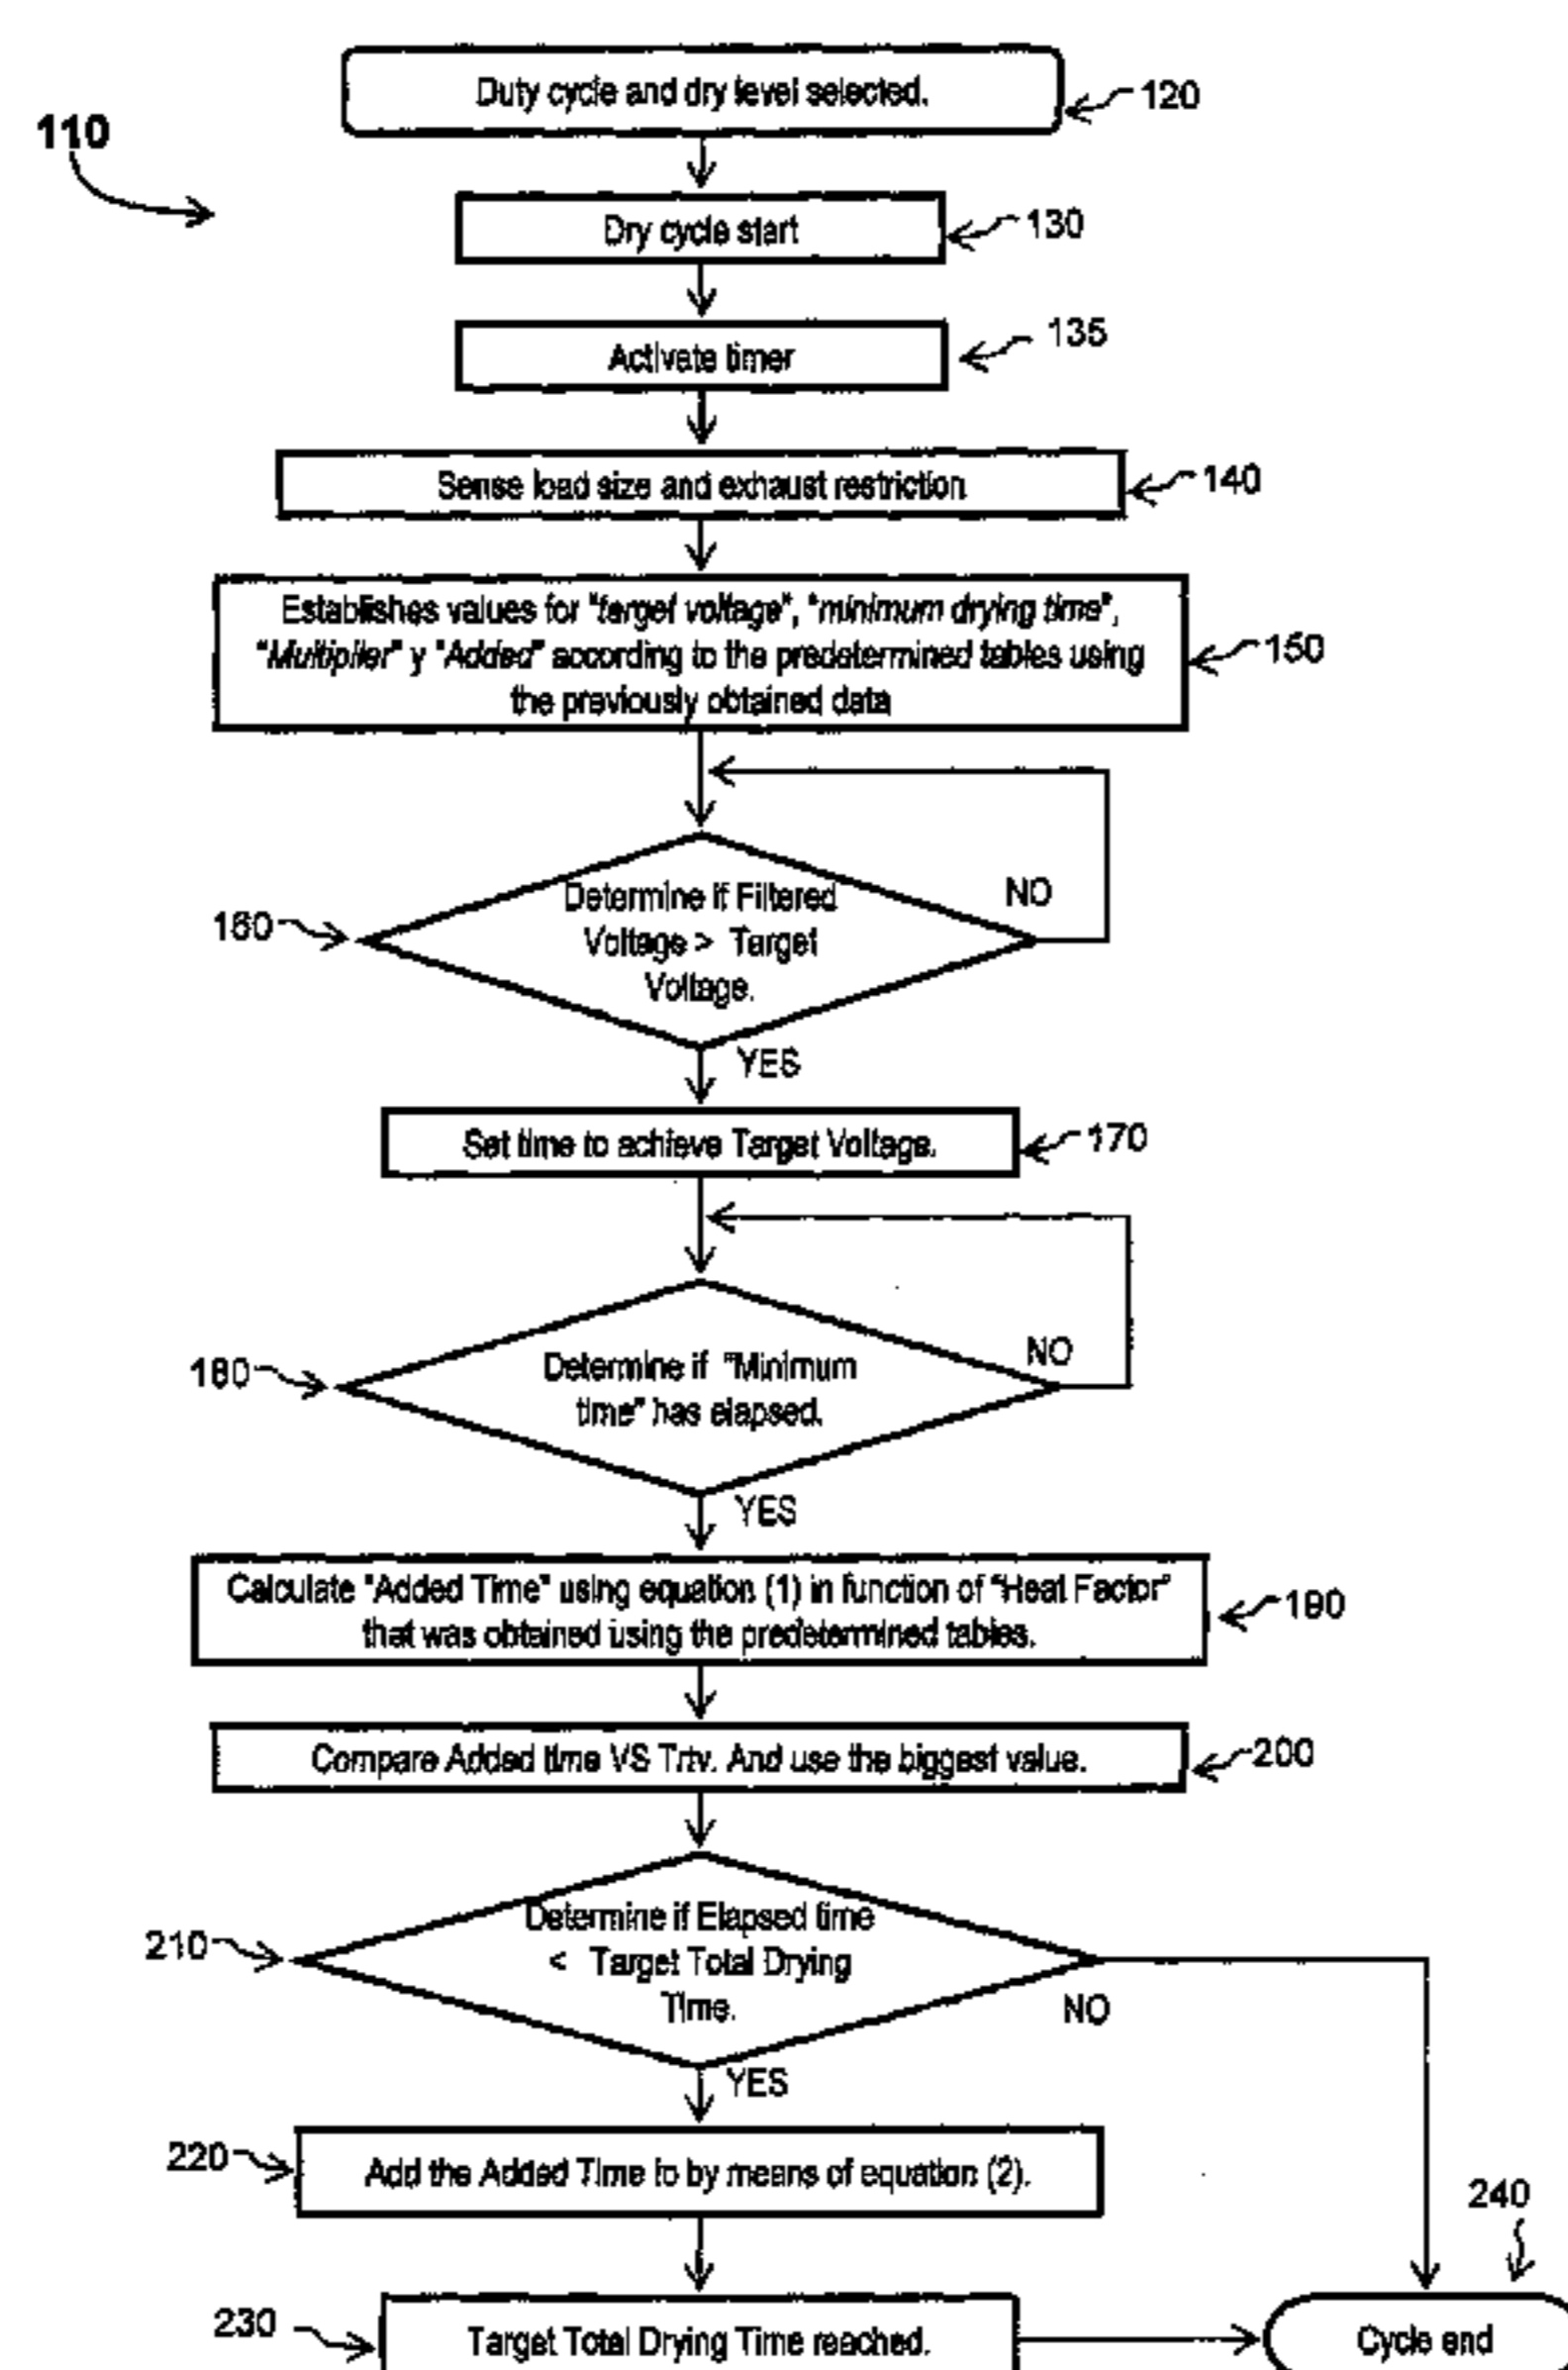 110
Duty cycle and dry level selected.
120
Dry cycle start
130
Activate timer
135
Sense load size and exhaust restriction
140
Establishes values for "target voltage", "minimum drying time",
"Multiplier" y "Added" according to the predetermined tables using
the previously obtained data
150
Determine if Filtered
Voltage > Target
Voltage.
NO
160
YES
Set time to achieve Target Voltage.
170
Determine if "Minimum
time" has elapsed.
NO
180
YES
Calculate "Added Time" using equation (1) in function of "Heat Factor"
that was obtained using the predetermined tables.
190
Compare Added time VS And use the biggest value.
200
Determine if Elapsed time
< Target Total Drying
Time.
210
NO
YES
Add the Added Time to by means of equation (2).
220
240
Target Total Drying Time reached.
230
Cycle end